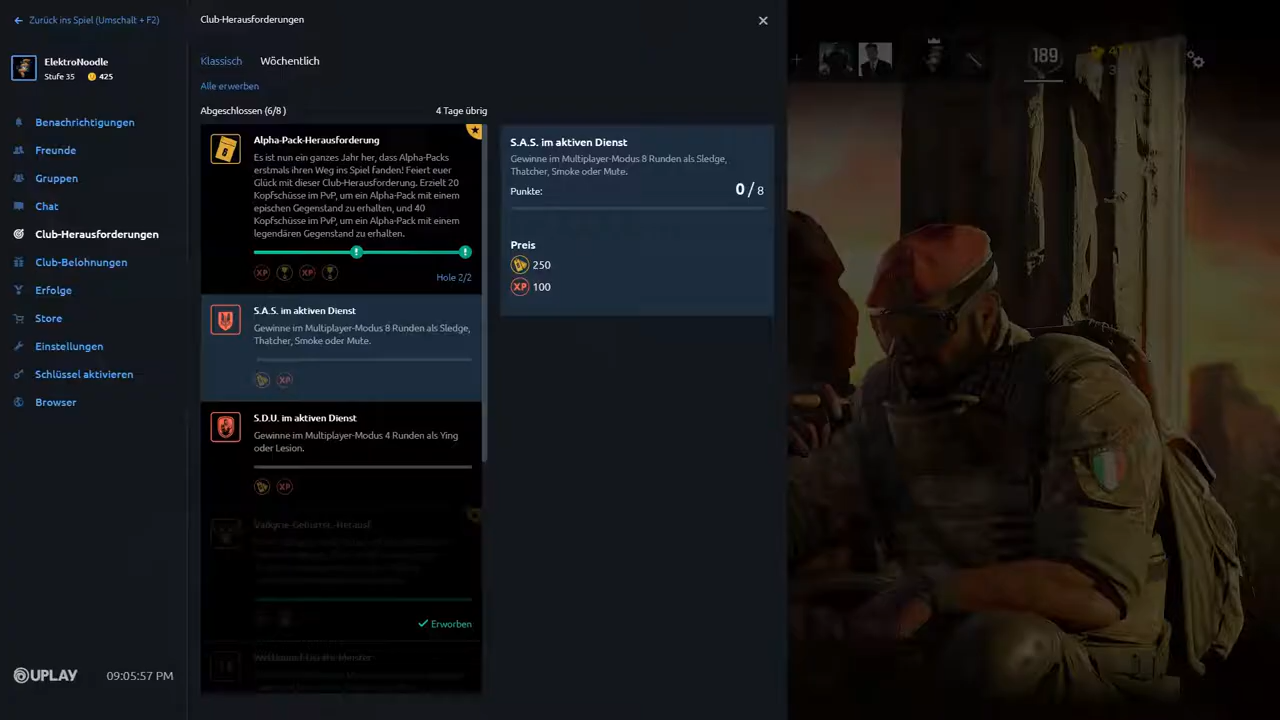 Zurück ins Spiel (Umschalt + F2)
Club-Herausforderungen
ElektroNoodle
Stufe 35 425
Klassisch Wöchentlich
Alle erwerben
Abgeschlossen (6/8 ) 4 Tage übrig
Benachrichtigungen
Freunde
Gruppen
Chat
Club-Herausforderungen
Club-Belohnungen
Erfolge
Store
Einstellungen
Schlüssel aktivieren
Browser
Alpha-Pack-Herausforderung
Es ist nun ein ganzes Jahr her, dass Alpha-Packs
erstmals ihren Weg ins Spiel fanden! Feiert euer
Glück mit dieser Club-Herausforderung. Erzielt 20
Kopfschüsse im PvP, um ein Alpha-Pack mit einem
epischen Gegenstand zu erhalten, und 40
Kopfschüsse im PvP, um ein Alpha-Pack mit einem
legendären Gegenstand zu erhalten.
XP XP
Hole 2/2
S.A.S. im aktiven Dienst
Gewinne im Multiplayer-Modus 8 Runden als Sledge,
Thatcher, Smoke oder Mute.
XP
S.D.U. im aktiven Dienst
Gewinne im Multiplayer-Modus 4 Runden als Ying
oder Lesion.
XP
Erworben
S.A.S. im aktiven Dienst
Gewinne im Multiplayer-Modus 8 Runden als Sledge,
Thatcher, Smoke oder Mute.
Punkte: 0 / 8
Preis
250
XP 100
189
UPLAY 09:05:57 PM